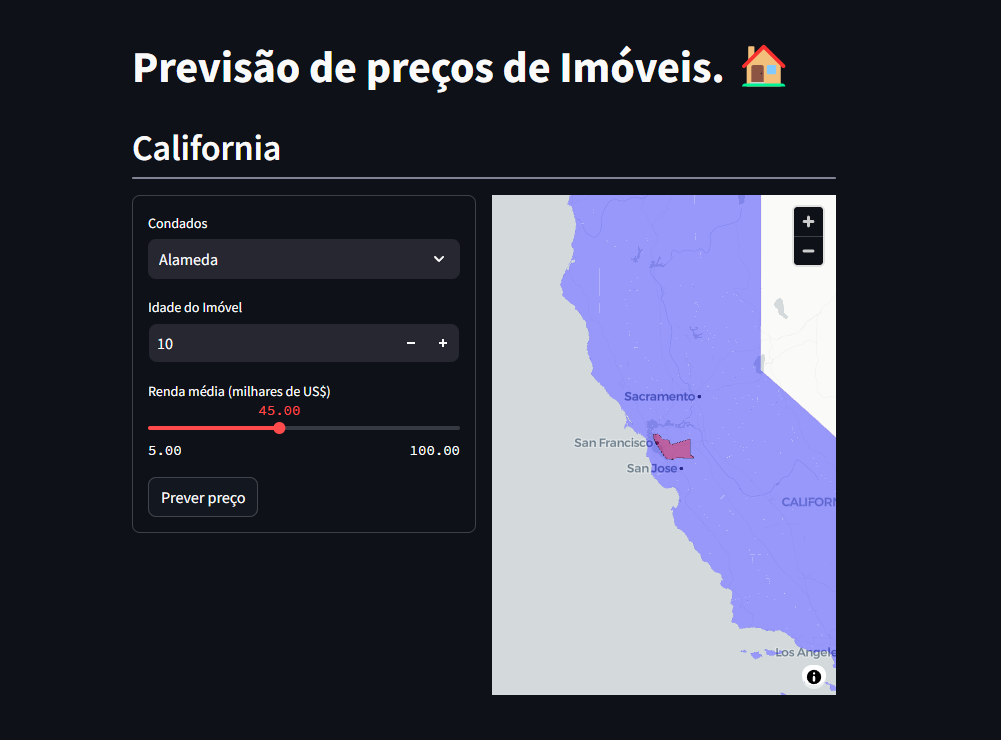 Previsão de preços de Imóveis. 🏠
California
Condados
Alameda
Idade do Imóvel
10
Renda média (milhares de US$)
45.00
5.00 100.00
Prever preço
Sacramento
San Francisco
San Jose
CALIFORN
Los Angele